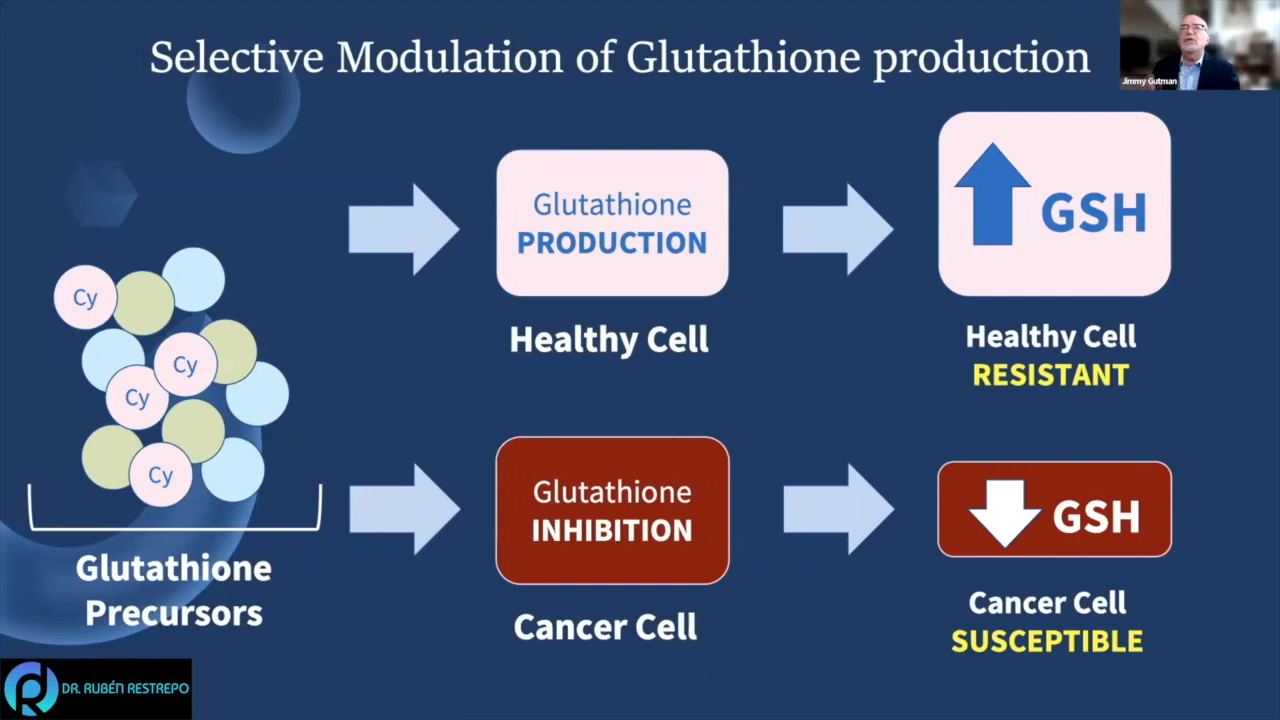 Selective Modulation of Glutathione production
Jimmy Gutman
Cy
Cy
Cy
Cy
Glutathione
Precursors
Glutathione
PRODUCTION
Healthy Cell
GSH
Healthy Cell
RESISTANT
Glutathione
INHIBITION
Cancer Cell
GSH
Cancer Cell
SUSCEPTIBLE
DR. RUBÉN RESTREPO